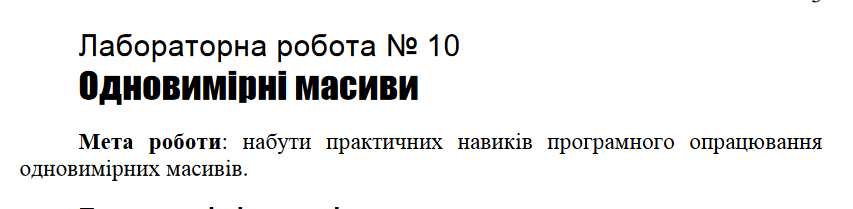 Лабораторна робота № 10
Одновимірні масиви
Мета роботи: набути практичних навиків програмного опрацювання
одновимірних масивів.